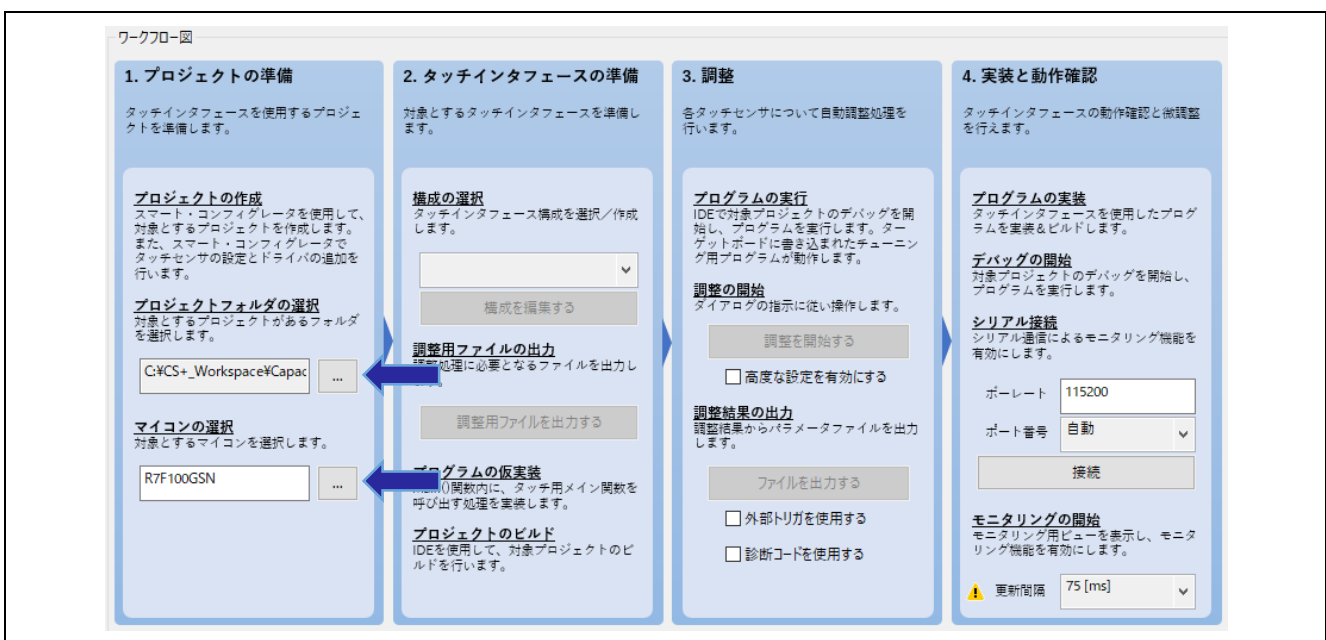 ワークフロー図
1. プロジェクトの準備
タッチインタフェースを使用するプロジェ
クトを準備します。
プロジェクトの作成
スマート・コンフィグレータを使用して、
対象とするプロジェクトを作成します。
また、スマート・コンフィグレータで
タッチセンサの設定とドライバの追加を
行います。
プロジェクトフォルダの選択
対象とするプロジェクトがあるフォルダ
を選択します。
C:¥CS+_Workspace¥Capac
...
マイコンの選択
対象とするマイコンを選択します。
R7F100GSN
...
2. タッチインタフェースの準備
対象とするタッチインタフェースを準備し
ます。
構成の選択
タッチインタフェース構成を選択／作成
します。
構成を編集する
調整用ファイルの出力
処理に必要となるファイルを出力し
す。
調整用ファイルを出力する
プログラムの仮実装
関数内に、タッチ用メイン関数を
呼び出す処理を実装します。
プロジェクトのビルド
IDEを使用して、対象プロジェクトのビ
ルドを行います。
3. 調整
各タッチセンサについて自動調整処理を
行います。
プログラムの実行
IDEで対象プロジェクトのデバッグを開
始し、プログラムを実行します。ター
ゲットボードに書き込まれたチューニン
グ用プログラムが動作します。
調整の開始
ダイアログの指示に従い操作します。
調整を開始する
高度な設定を有効にする
調整結果の出力
調整結果からパラメータファイルを出力
します。
ファイルを出力する
外部トリガを使用する
診断コードを使用する
4. 実装と動作確認
タッチインタフェースの動作確認と微調整
を行えます。
プログラムの実装
タッチインタフェースを使用したプログ
ラムを実装&ビルドします。
デバッグの開始
対象プロジェクトのデバッグを開始し、
プログラムを実行します。
シリアル接続
シリアル通信によるモニタリング機能を
有効にします。
ボーレート 115200
ポート番号 自動
接続
モニタリングの開始
モニタリング用ビューを表示し、モニタ
リング機能を有効にします。
更新間隔 75 [ms]